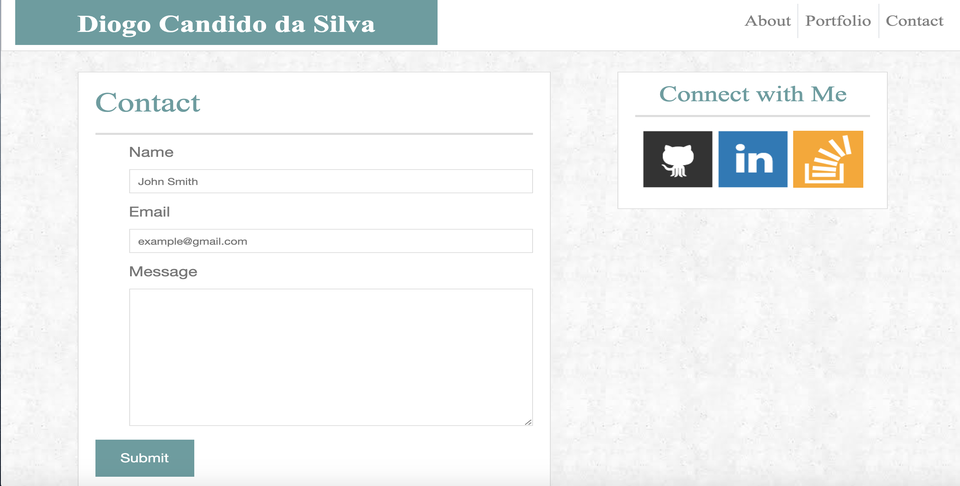 Diogo Candido da Silva
About Portfolio Contact
Contact
Name
John Smith
Email
example@gmail.com
Message
Submit
Connect with Me
in